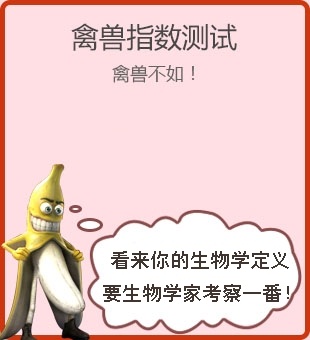 禽兽指数测试
禽兽不如！
看来你的生物学定义
要生物学家考察一番！